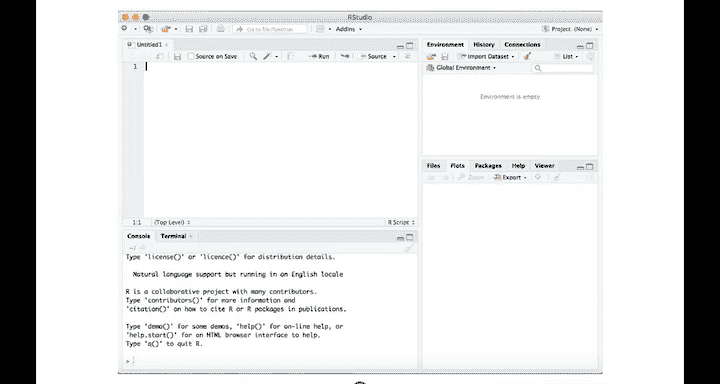 RStudio
Go to file/function
Addins
Project: (None)
Untitled1
Source on Save
Run
Source
1
1:1
(Top Level)
R Script
Console
Terminal
~/
Type 'license()' or 'licence()' for distribution details.
Natural language support but running in an English locale
R is a collaborative project with many contributors.
Type 'contributors()' for more information and
'citation()' on how to cite R or R packages in publications.
Type 'demo()' for some demos, 'help()' for on-line help, or
'help.start()' for an HTML browser interface to help.
Type 'q()' to quit R.
>
Environment
History
Connections
Import Dataset
List
Global Environment
Environment is empty
Files
Plots
Packages
Help
Viewer
Zoom
Export